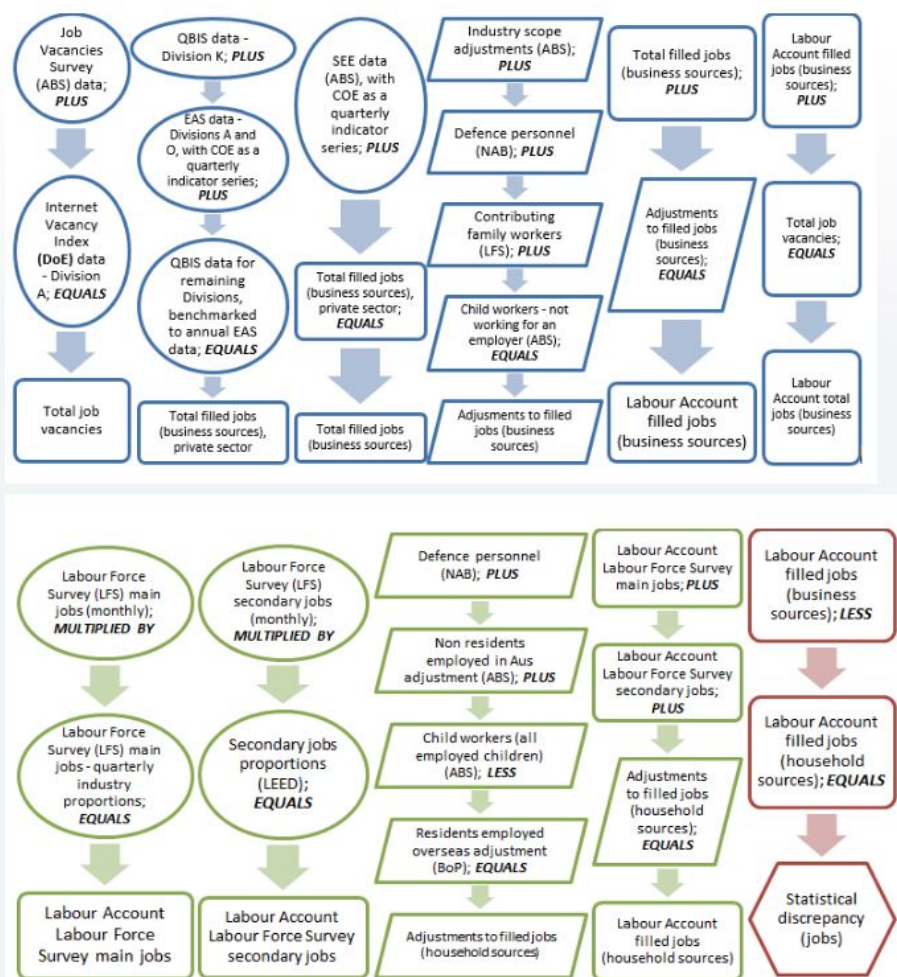 Job
Vacancies
Survey
(ABS) data;
PLUS
Internet
Vacancy
Index
(DoE) data
- Division
A; EQUALS
Total job
vacancies
QBIS data -
Division K; PLUS
EAS data -
Divisions A and
O, with COE as a
quarterly
indicator series;
PLUS
QBIS data for
remaining
Divisions,
benchmarked
to annual EAS
data; EQUALS
Total filled jobs
(business sources),
private sector
SEE data
(ABS), with
COE as a
quarterly
indicator
series; PLUS
Total filled jobs
(business sources),
private sector;
EQUALS
Total filled jobs
(business sources)
Industry scope
adjustments (ABS);
PLUS
Defence personnel
(NAB); PLUS
Contributing
family workers
(LFS); PLUS
Child workers - not
working for an
employer (ABS);
EQUALS
Adjusments to filled
jobs (business
sources)
Total filled jobs
(business sources);
PLUS
Adjustments
to filled jobs
(business
sources);
EQUALS
Labour Account
filled jobs
(business sources)
Labour
Account filled
jobs (business
sources);
PLUS
Total job
vacancies;
EQUALS
Labour
Account total
jobs (business
sources)
Labour Force
Survey (LFS) main
jobs (monthly);
MULTIPLIED BY
Labour Force
Survey (LFS) main
jobs - quarterly
industry
proportions;
EQUALS
Labour Account
Labour Force
Survey main jobs
Labour Force
Survey (LFS)
secondary jobs
(monthly);
MULTIPLIED BY
Secondary jobs
proportions
(LEED);
EQUALS
Labour Account
Labour Force Survey
secondary jobs
Defence personnel
(NAB); PLUS
Non residents
employed in Aus
adjustment (ABS); PLUS
Child workers (all
employed children)
(ABS); LESS
Residents employed
overseas adjustment
(BoP); EQUALS
Adjustments to filled jobs
(household sources)
Labour Account
Labour Force Survey
main jobs; PLUS
Labour Account
Labour Force Survey
secondary jobs;
PLUS
Adjustments
to filled jobs
(household
sources);
EQUALS
Labour Account
filled jobs
(household sources)
Labour Account
filled jobs
(business
sources); LESS
Labour Account
filled jobs
(household
sources); EQUALS
Statistical
discrepancy
(jobs)